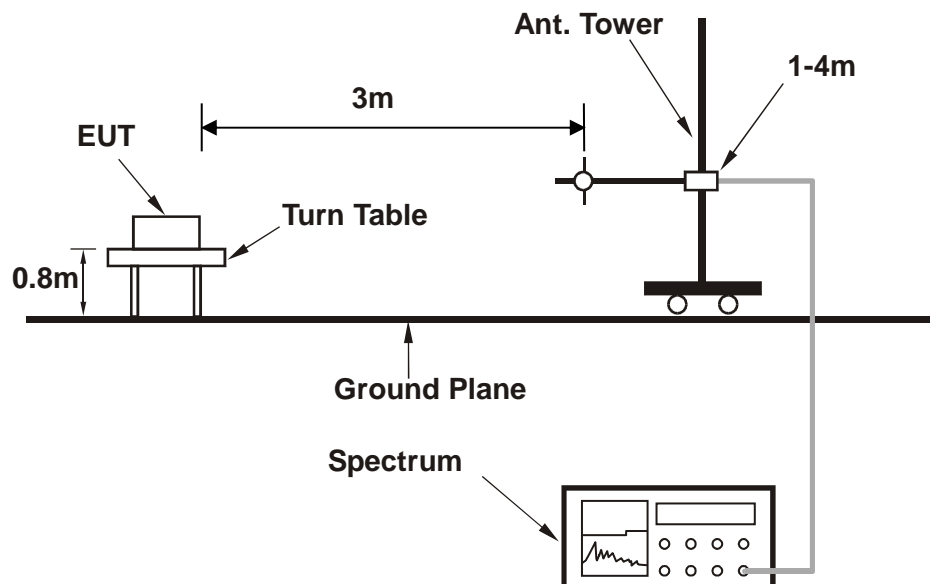 Ant. Tower
1-4m
3m
EUT
Turn Table
0.8m
Ground Plane
Spectrum